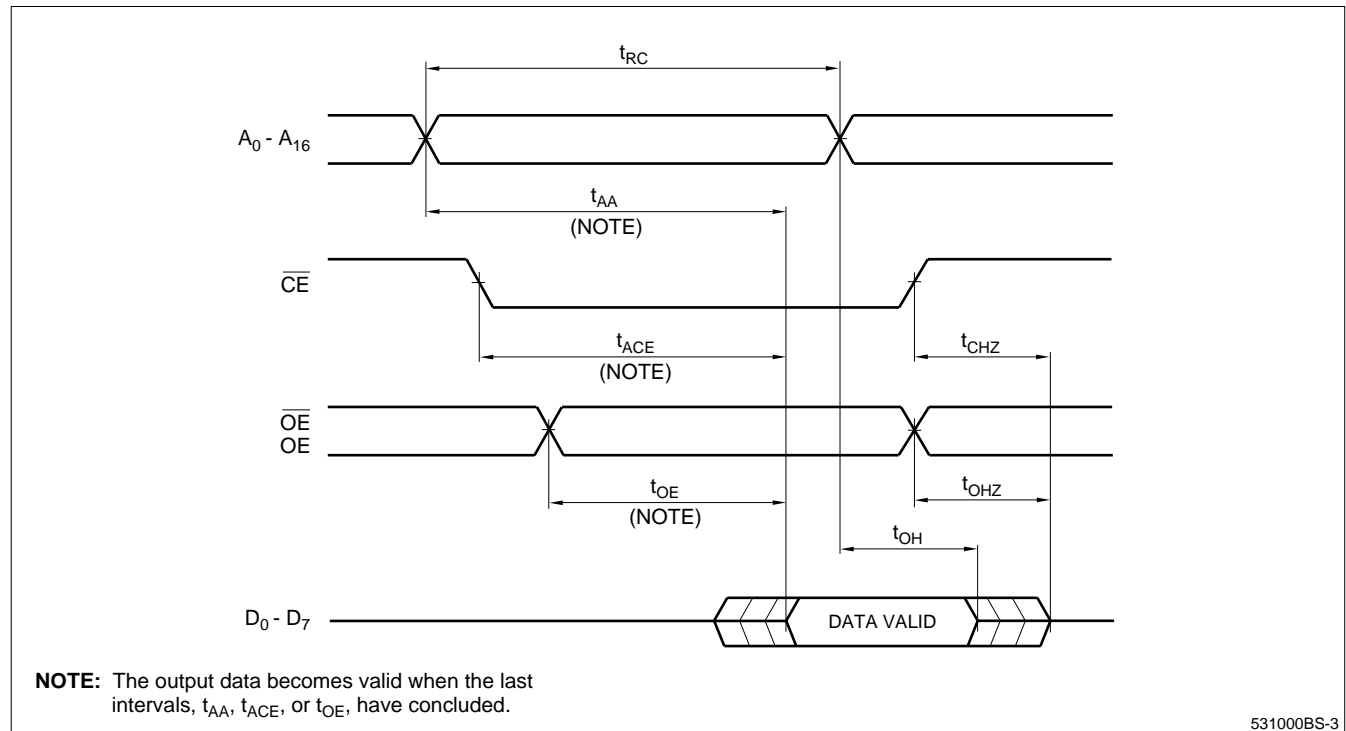 tRC
A0 - A16
tAA
(NOTE)
CE
tACE
(NOTE)
tCHZ
OE
OE
tOE
(NOTE)
tOHZ
tOH
D0 - D7
DATA VALID
NOTE: The output data becomes valid when the last
intervals, tAA, tACE, or tOE, have concluded.
531000BS-3